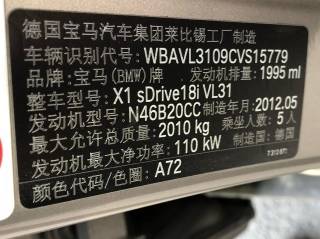 德国宝马汽车集团莱比锡工厂制造
车辆识别代号: WBAVL3109CVS15779
品牌: 宝马(BMW)牌 发动机排量: 1995 ml
整车型号: X1 sDrive18i VL31
发动机型号: N46B20CC 制造年月: 2012.05
最大允许总质量: 2010 kg 乘坐人数: 5人
发动机最大净功率: 110 kW 制造国: 德国
颜色代码/色圈: A72